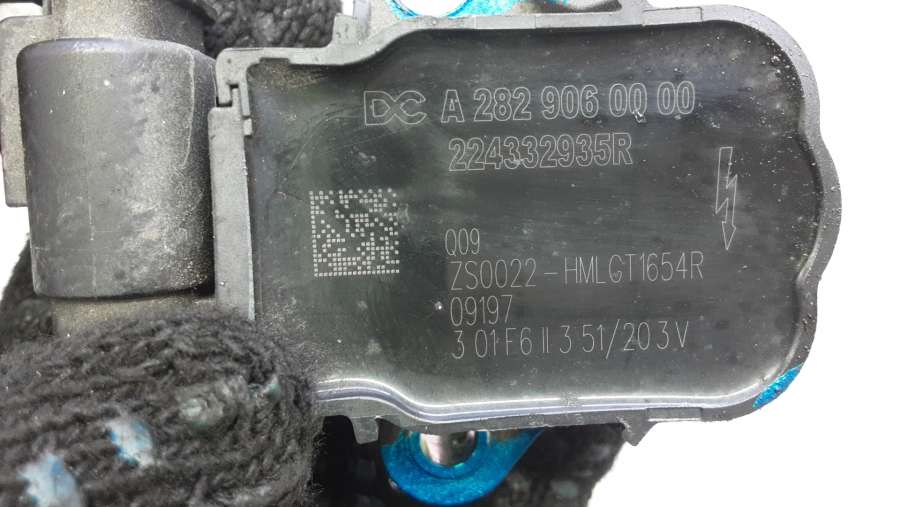 DC A 282 906 00 00
224332935R
Q09
ZS0022-HMLGT1654R
09197
3 01F6 II 3 51/20 3V